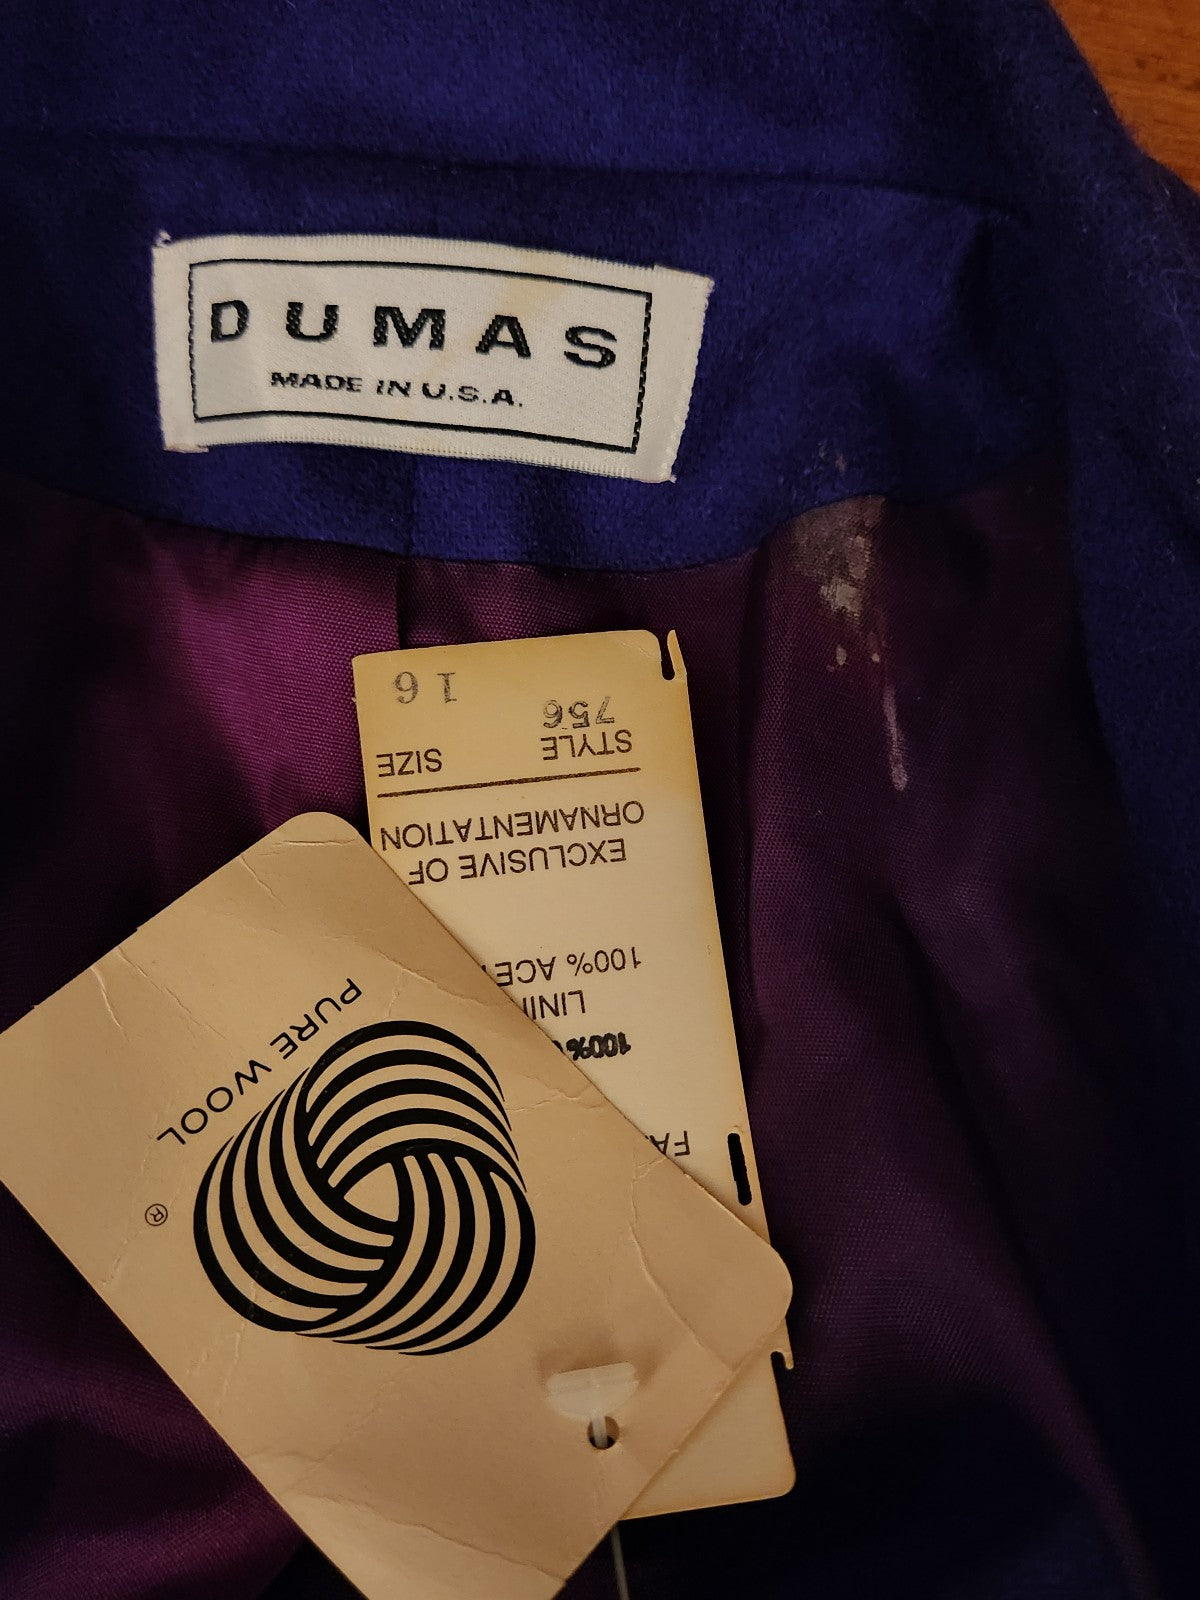 DUMAS
MADE IN U.S.A.
FA
100%
LINI
100% ACE
EXCLUSIVE OF
ORNAMENTATION
STYLE SIZE
756 16
PURE WOOL
®